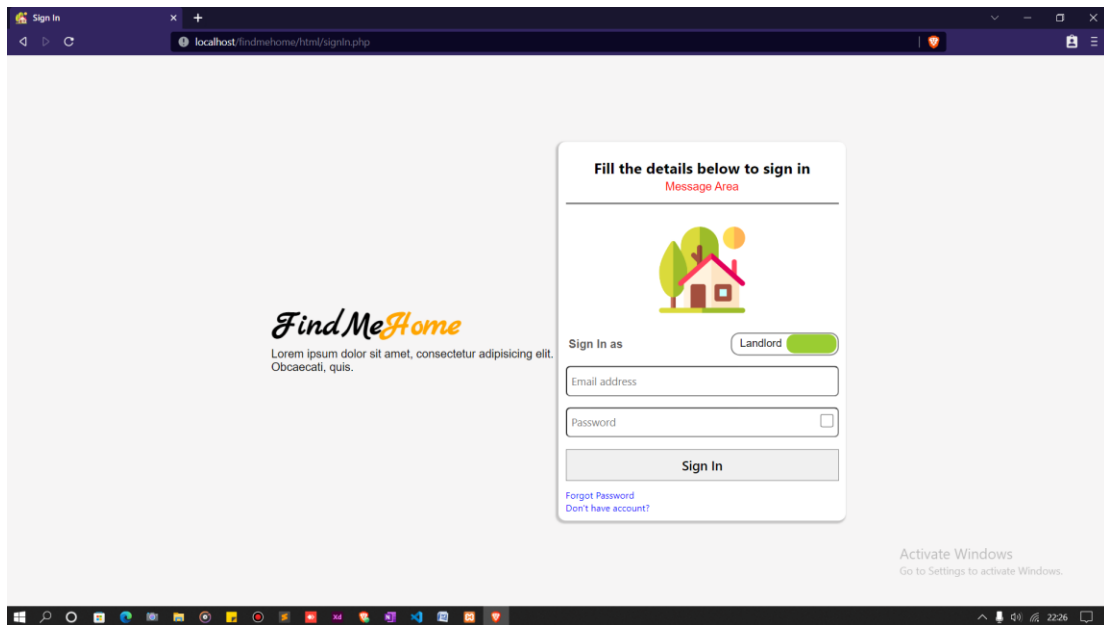 Sign In
localhost/findmehome/html/signIn.php
Fill the details below to sign in
Message Area
FindMeHome
Lorem ipsum dolor sit amet, consectetur adipisicing elit.
Obcaecati, quis.
Sign In as
Landlord
Email address
Password
Sign In
Forgot Password
Don't have account?
Activate Windows
Go to Settings to activate Windows.
Xd
22:26